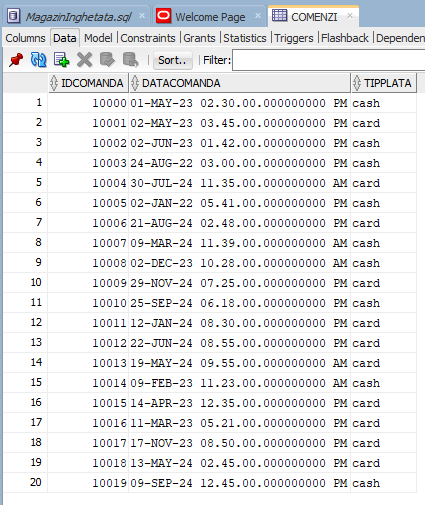 MagazinInghetata.sql Welcome Page COMENZI
Columns Data Model Constraints Grants Statistics Triggers Flashback Dependen
Sort.. Filter:
IDCOMANDA DATACOMANDA TIPPLATA
1 10000 01-MAY-23 02.30.00.000000000 PM cash
2 10001 02-MAY-23 03.45.00.000000000 PM card
3 10002 02-JUN-23 01.42.00.000000000 PM cash
4 10003 24-AUG-22 03.00.00.000000000 PM cash
5 10004 30-JUL-24 11.35.00.000000000 AM card
6 10005 02-JAN-22 05.41.00.000000000 PM cash
7 10006 21-AUG-24 02.48.00.000000000 PM card
8 10007 09-MAR-24 11.39.00.000000000 AM cash
9 10008 02-DEC-23 10.28.00.000000000 AM cash
10 10009 29-NOV-24 07.25.00.000000000 PM card
11 10010 25-SEP-24 06.18.00.000000000 PM cash
12 10011 12-JAN-24 08.30.00.000000000 PM card
13 10012 22-JUN-24 08.55.00.000000000 PM card
14 10013 19-MAY-24 09.55.00.000000000 AM card
15 10014 09-FEB-23 11.23.00.000000000 AM cash
16 10015 14-APR-23 12.35.00.000000000 PM card
17 10016 11-MAR-23 05.21.00.000000000 PM card
18 10017 17-NOV-23 08.50.00.000000000 PM card
19 10018 13-MAY-24 02.45.00.000000000 PM card
20 10019 09-SEP-24 12.45.00.000000000 PM cash